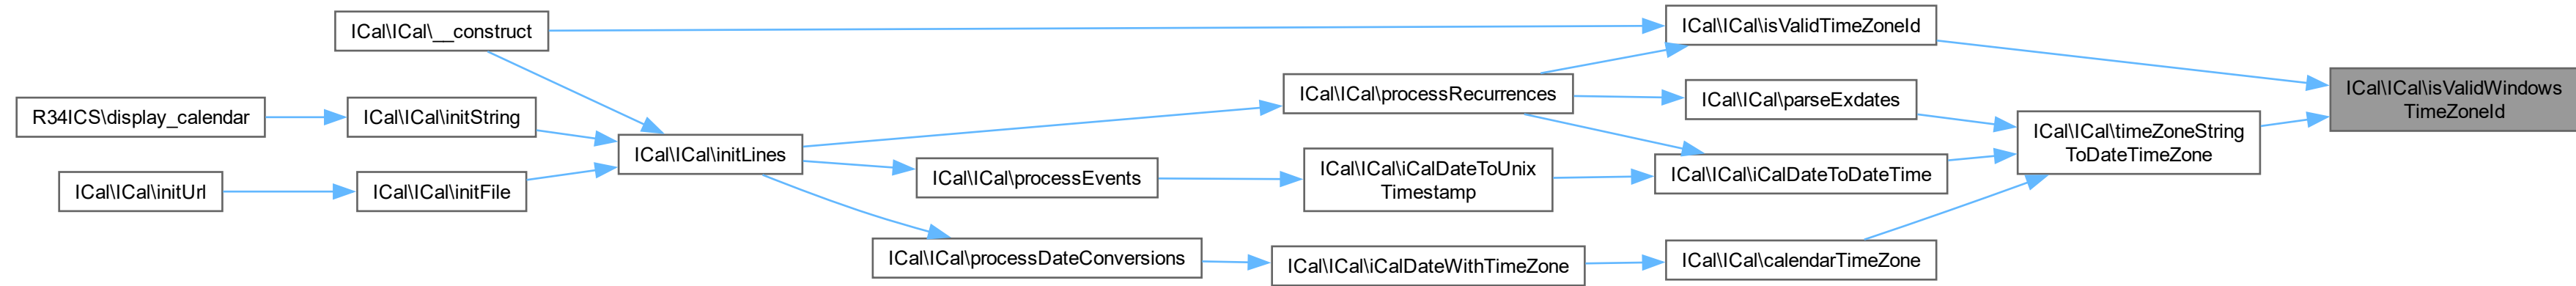 ICal\ICal\__construct
ICal\ICal\isValidTimeZoneId
ICal\ICal\isValidWindows
TimeZoneId
ICal\ICal\processRecurrences
ICal\ICal\parseExdates
R34ICS\display_calendar
ICal\ICal\initString
ICal\ICal\timeZoneString
ToDateTimeZone
ICal\ICal\initLines
ICal\ICal\initUrl
ICal\ICal\initFile
ICal\ICal\processEvents
ICal\ICal\iCalDateToUnix
Timestamp
ICal\ICal\iCalDateToDateTime
ICal\ICal\processDateConversions
ICal\ICal\iCalDateWithTimeZone
ICal\ICal\calendarTimeZone